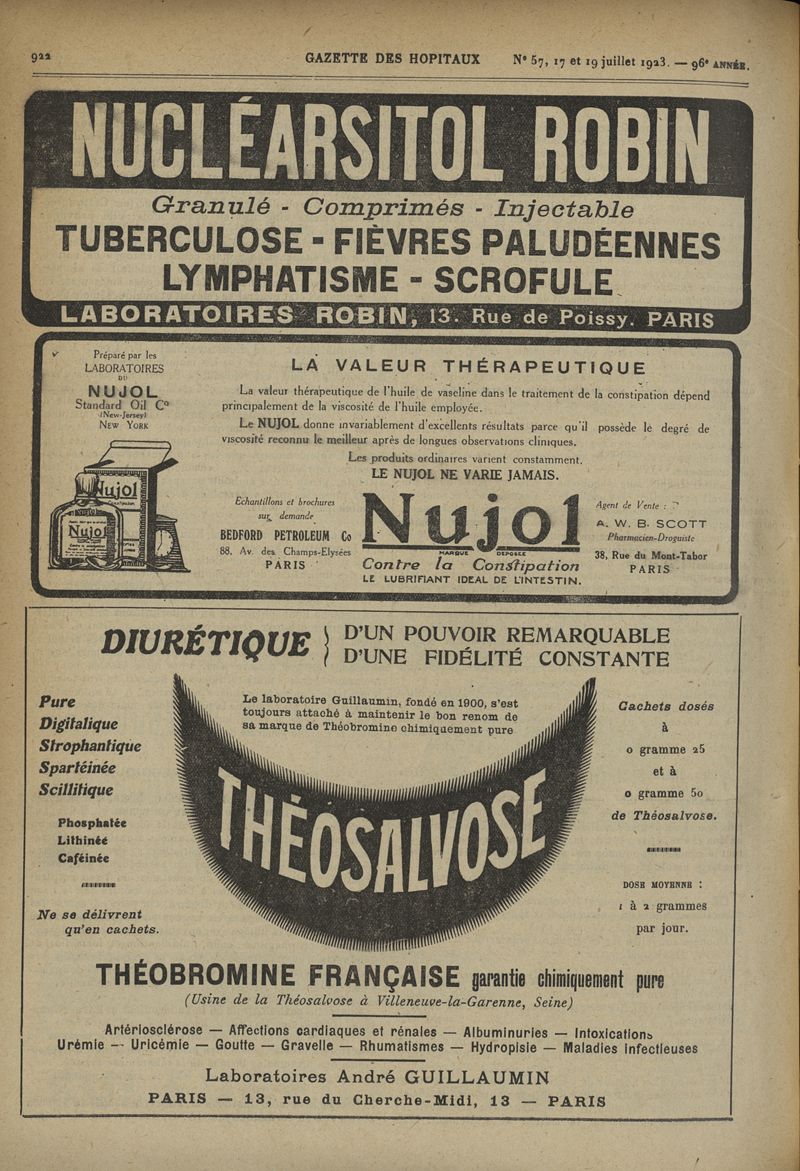 922
GAZETTE DES HOPITAUX
N° 57, 17 et 19 juillet 1923. — 96e ANNÉE.
NUCLÉARSITOL ROBIN
Granulé - Comprimés - Injectable
TUBERCULOSE - FIÈVRES PALUDÉENNES
LYMPHATISME - SCROFULE
LABORATOIRES ROBIN, 13. Rue de Poissy. PARIS
Préparé par les
LABORATOIRES
DU
NUJOL
Standard Oil Co
(New-Jersey)
NEW YORK
Nujol
Nujol
LA VALEUR THÉRAPEUTIQUE
La valeur thérapeutique de l'huile de vaseline dans le traitement de la constipation dépend
principalement de la viscosité de l'huile employée.
Le NUJOL donne invariablement d'excellents résultats parce qu'il possède le degré de
viscosité reconnu le meilleur après de longues observations cliniques.
Les produits ordinaires varient constamment.
LE NUJOL NE VARIE JAMAIS.
Echantillons et brochures
sur demande
BEDFORD PETROLEUM Co
88, Av. des Champs-Elysées
PARIS
Nujol
MARQUE DEPOSEE
Contre la Constipation
LE LUBRIFIANT IDEAL DE L'INTESTIN.
Agent de Vente :
A. W. B. SCOTT
Pharmacien-Droguiste
38, Rue du Mont-Tabor
PARIS
DIURÉTIQUE
D'UN POUVOIR REMARQUABLE
D'UNE FIDÉLITÉ CONSTANTE
Pure
Digitalique
Strophantique
Spartéinée
Scillitique
Phosphatée
Lithinée
Caféinée
Ne se délivrent
qu'en cachets.
Le laboratoire Guillaumin, fondé en 1900, s'est
toujours attaché à maintenir le bon renom de
sa marque de Théobromine chimiquement pure
THÉOSALVOSE
Cachets dosés
à
0 gramme 25
et à
0 gramme 50
de Théosalvose.
DOSE MOYENNE :
1 à 2 grammes
par jour.
THÉOBROMINE FRANÇAISE garantie chimiquement pure
(Usine de la Théosalvose à Villeneuve-la-Garenne, Seine)
Artériosclérose — Affections cardiaques et rénales — Albuminuries — Intoxications
Urémie — Uricémie — Goutte — Gravelle — Rhumatismes — Hydropisie — Maladies infectieuses
Laboratoires André GUILLAUMIN
PARIS — 13, rue du Cherche-Midi, 13 — PARIS